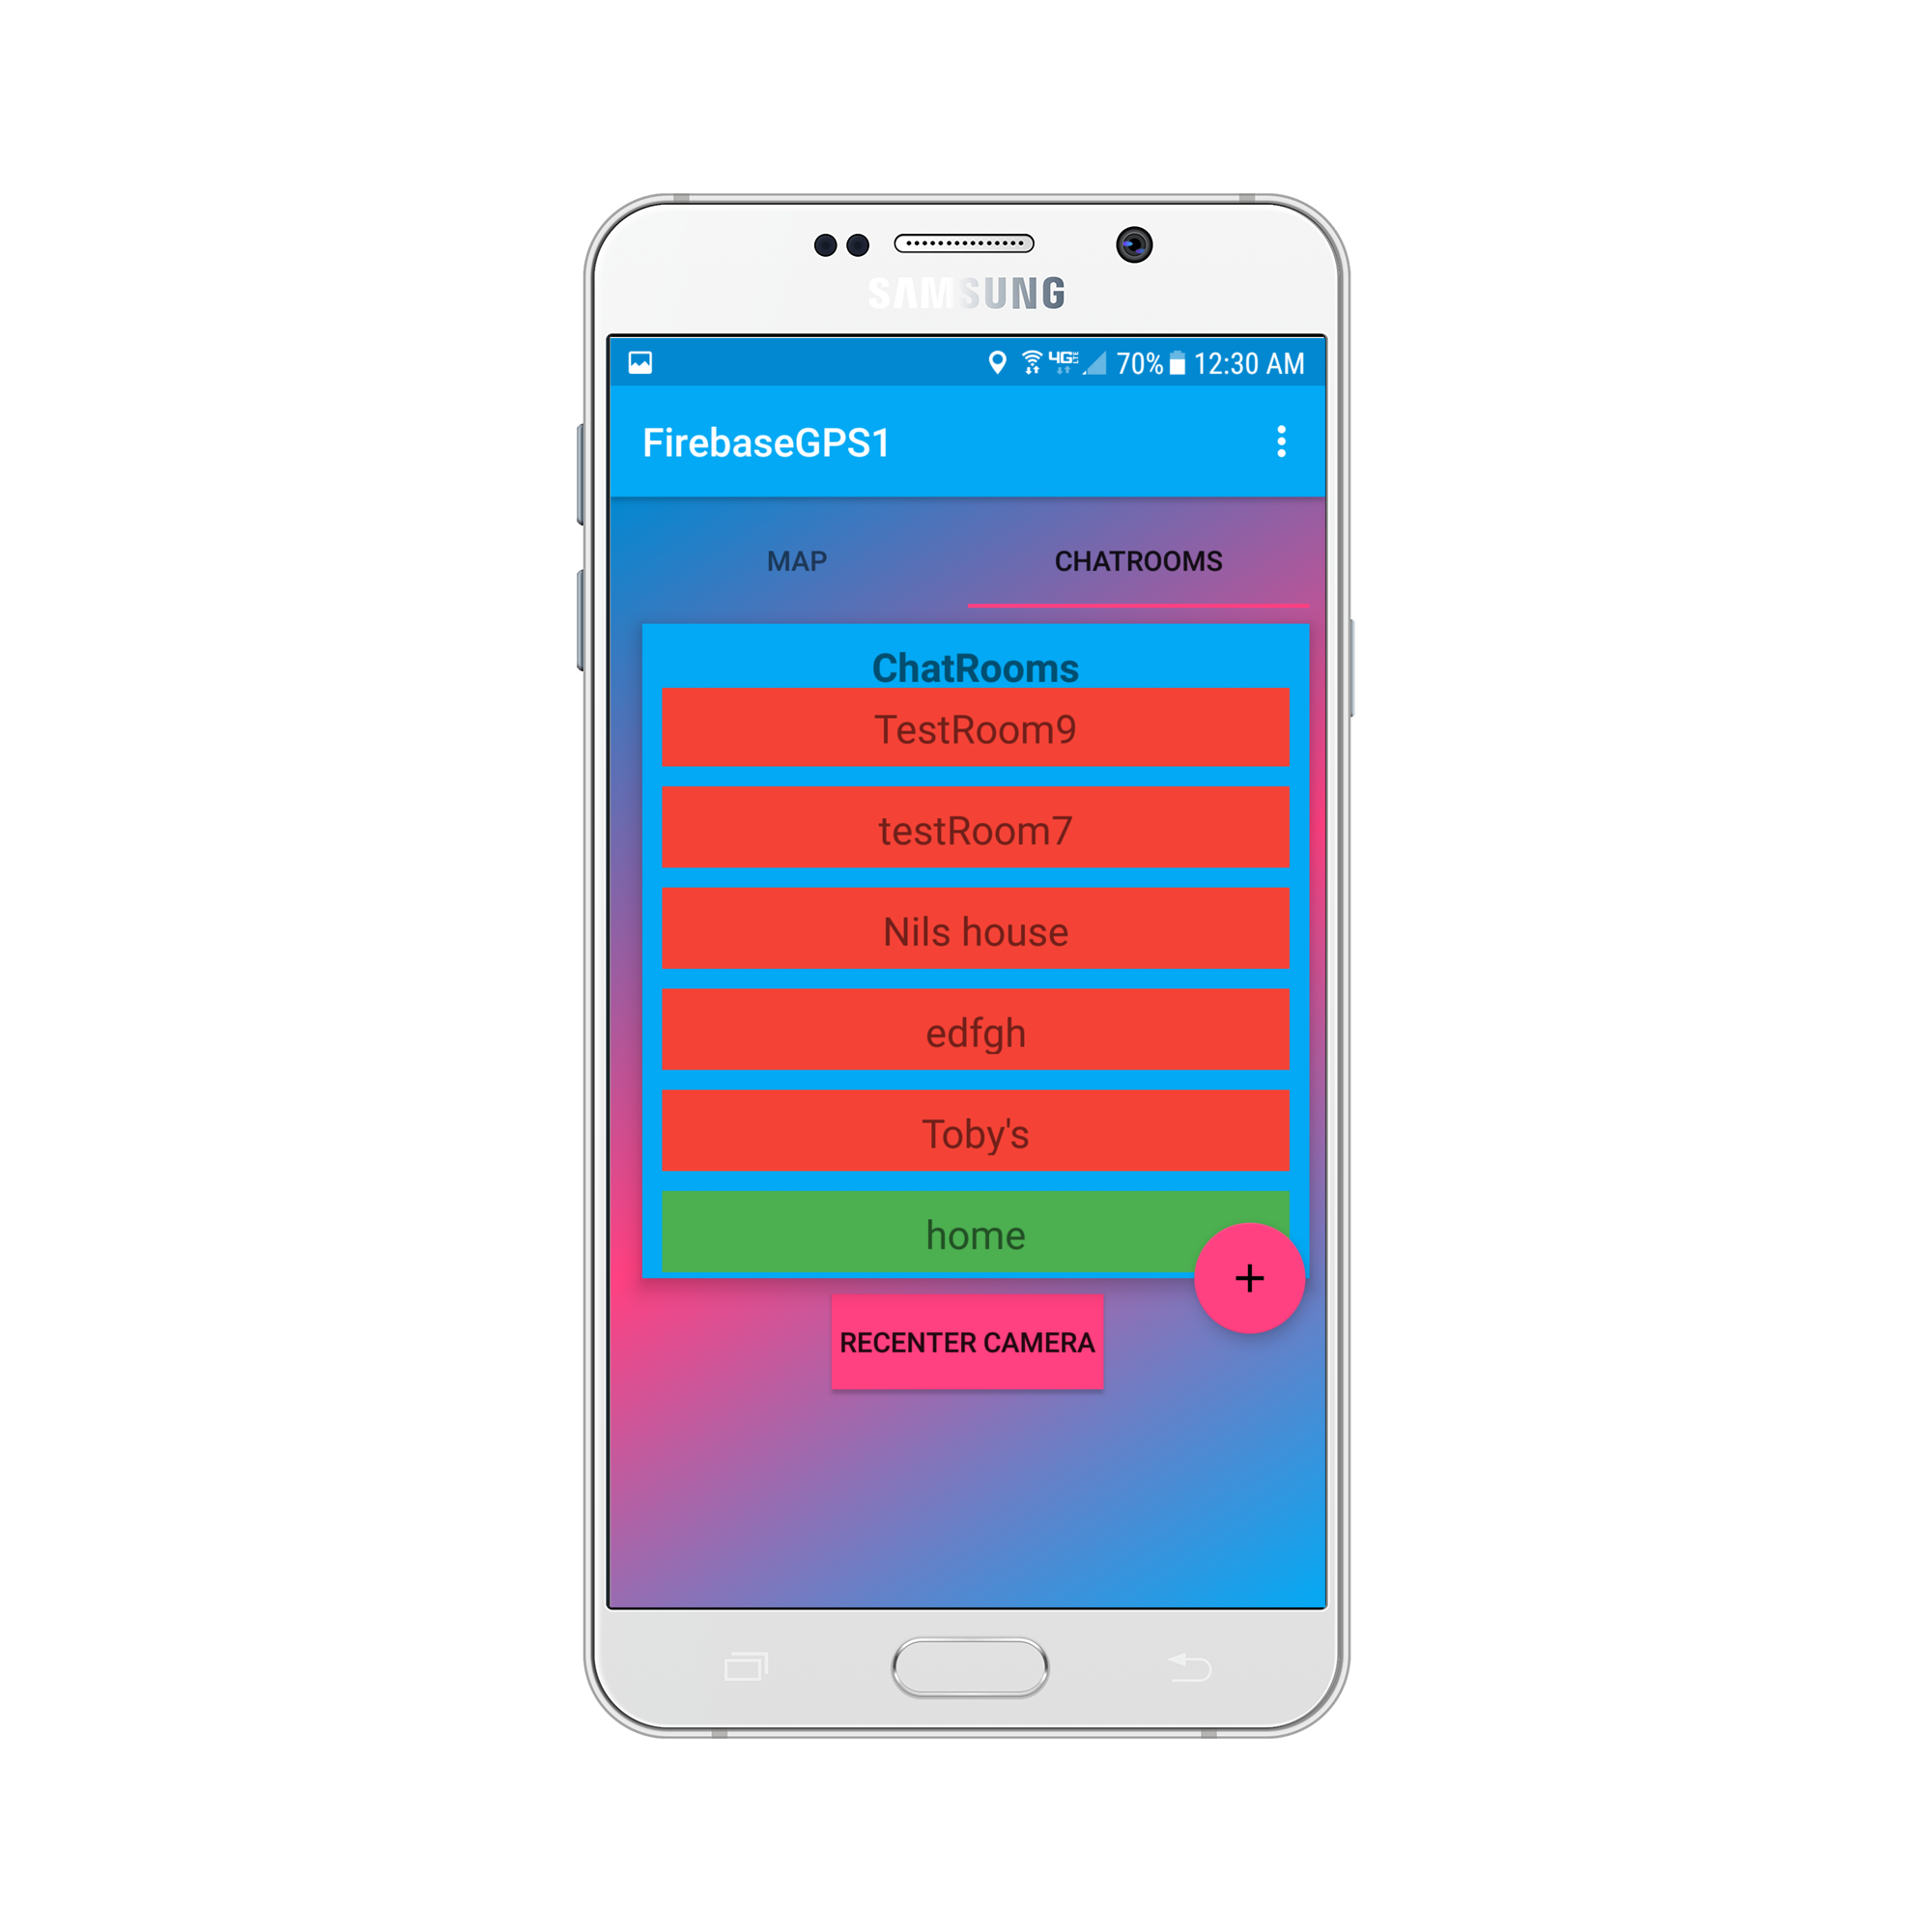 SAMSUNG
4G LTE 70% 12:30 AM
FirebaseGPS1
MAP CHATROOMS
ChatRooms
TestRoom9
testRoom7
Nils house
edfgh
Toby's
home
+
RECENTER CAMERA